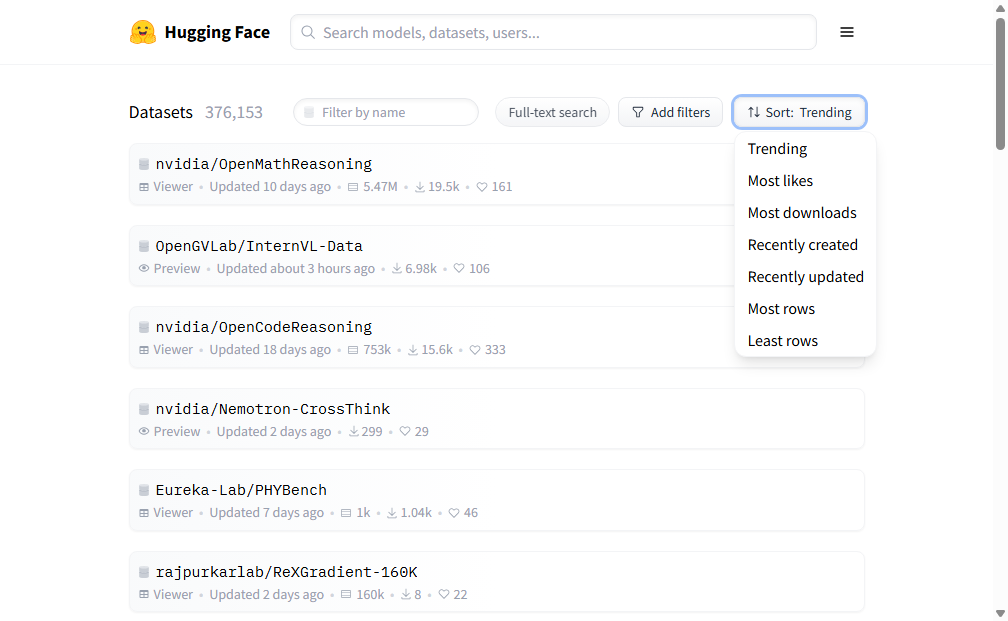 Hugging Face
Search models, datasets, users...
Datasets 376,153
Filter by name
Full-text search
Add filters
Sort: Trending
Trending
Most likes
Most downloads
Recently created
Recently updated
Most rows
Least rows
nvidia/OpenMathReasoning
Viewer • Updated 10 days ago • 5.47M • 19.5k • 161
OpenGVLab/InternVL-Data
Preview • Updated about 3 hours ago • 6.98k • 106
nvidia/OpenCodeReasoning
Viewer • Updated 18 days ago • 753k • 15.6k • 333
nvidia/Nemotron-CrossThink
Preview • Updated 2 days ago • 299 • 29
Eureka-Lab/PHYBench
Viewer • Updated 7 days ago • 1k • 1.04k • 46
rajpurkarlab/ReXGradient-160K
Viewer • Updated 2 days ago • 160k • 8 • 22